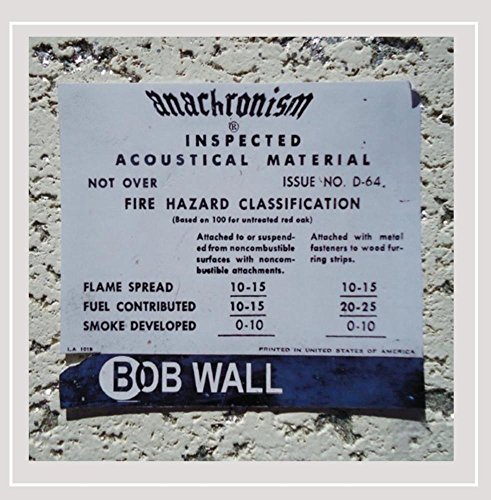 anachronism
®
INSPECTED
ACOUSTICAL MATERIAL
NOT OVER ISSUE NO. D-64
FIRE HAZARD CLASSIFICATION
(Based on 100 for untreated red oak)
Attached to or suspend-
ed from noncombustible
surfaces with noncom-
bustible attachments.
Attached with metal
fasteners to wood fur-
ring strips.
FLAME SPREAD 10-15 10-15
FUEL CONTRIBUTED 10-15 20-25
SMOKE DEVELOPED 0-10 0-10
LA 1019 PRINTED IN UNITED STATES OF AMERICA
BOB WALL